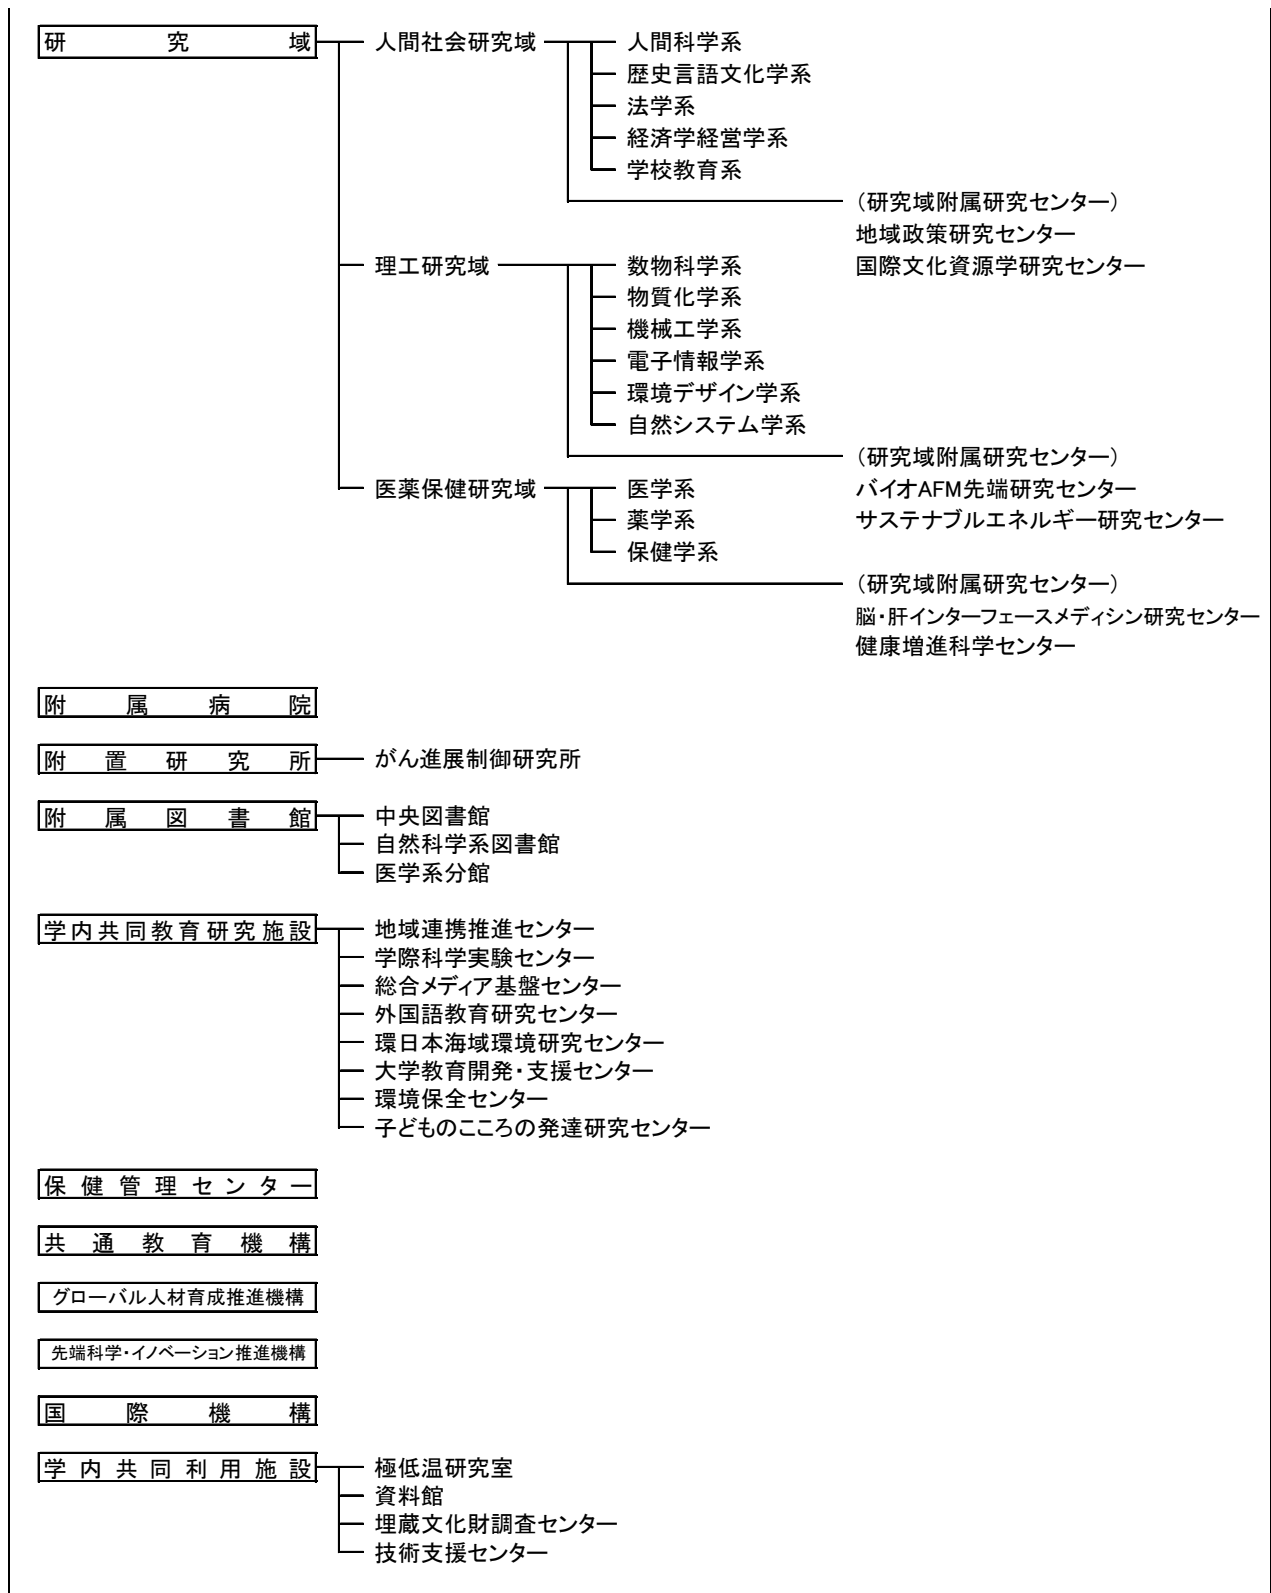 研究域 人間社会研究域 人間科学系
歴史言語文化学系
法学系
経済学経営学系
学校教育系
（研究域附属研究センター）
地域政策研究センター
理工研究域 数物科学系 国際文化資源学研究センター
物質化学系
機械工学系
電子情報学系
環境デザイン学系
自然システム学系
（研究域附属研究センター）
医薬保健研究域 医学系 バイオAFM先端研究センター
薬学系 サステナブルエネルギー研究センター
保健学系
（研究域附属研究センター）
脳・肝インターフェースメディシン研究センター
健康増進科学センター
附属病院
附置研究所 がん進展制御研究所
附属図書館 中央図書館
自然科学系図書館
医学系分館
学内共同教育研究施設 地域連携推進センター
学際科学実験センター
総合メディア基盤センター
外国語教育研究センター
環日本海域環境研究センター
大学教育開発・支援センター
環境保全センター
子どものこころの発達研究センター
保健管理センター
共通教育機構
グローバル人材育成推進機構
先端科学・イノベーション推進機構
国際機構
学内共同利用施設 極低温研究室
資料館
埋蔵文化財調査センター
技術支援センター